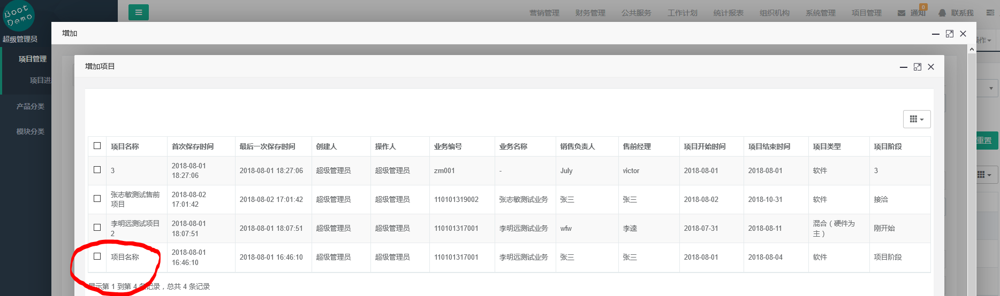 Boot
Demo
营销管理 财务管理 公共服务 工作计划 统计报表 组织机构 系统管理 项目管理 通知 0 联系我
超级管理员
增加
操作
项目管理
增加项目
项目进
产品分类
模块分类
重置
项目名称 首次保存时间 最后一次保存时间 创建人 操作人 业务编号 业务名称 销售负责人 售前经理 项目开始时间 项目结束时间 项目类型 项目阶段
3 2018-08-01 18:27:06 2018-08-01 18:27:06 超级管理员 超级管理员 zm001 - July victor 2018-08-01 2018-08-01 软件 3
张志敏测试售前项目 2018-08-02 17:01:42 2018-08-02 17:01:42 超级管理员 超级管理员 110101319002 张志敏测试业务 张三 张三 2018-08-02 2018-10-31 软件 接洽
李明远测试项目2 2018-08-01 18:07:51 2018-08-01 18:07:51 超级管理员 超级管理员 110101317001 李明远测试业务 wfw 李逵 2018-07-31 2018-08-11 混合（硬件为主） 刚开始
项目名称 2018-08-01 16:46:10 2018-08-01 16:46:10 超级管理员 超级管理员 110101317001 李明远测试业务 张三 张三 2018-08-01 2018-08-04 软件 项目阶段
显示第 1 到第 4 条记录，总共 4 条记录